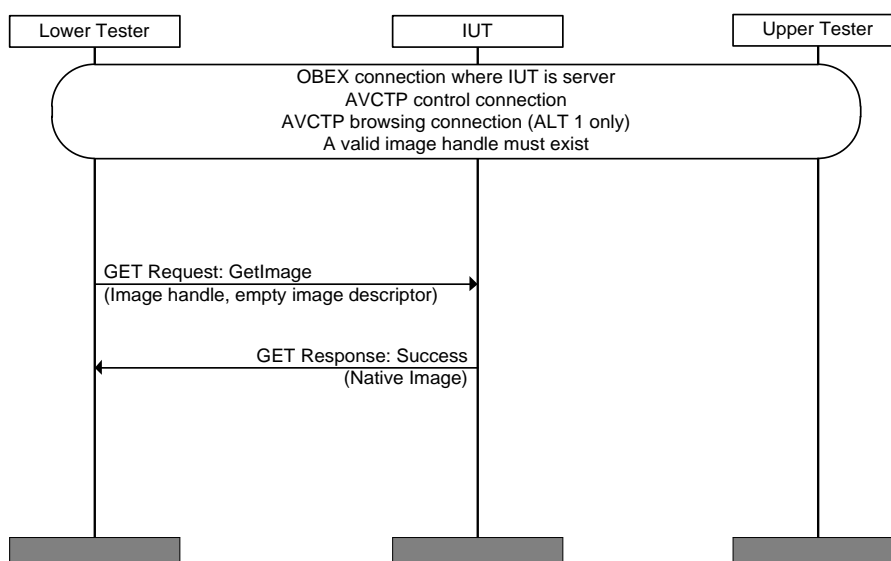 Lower Tester
IUT
Upper Tester
OBEX connection where IUT is server
AVCTP control connection
AVCTP browsing connection (ALT 1 only)
A valid image handle must exist
GET Request: GetImage
(Image handle, empty image descriptor)
GET Response: Success
(Native Image)